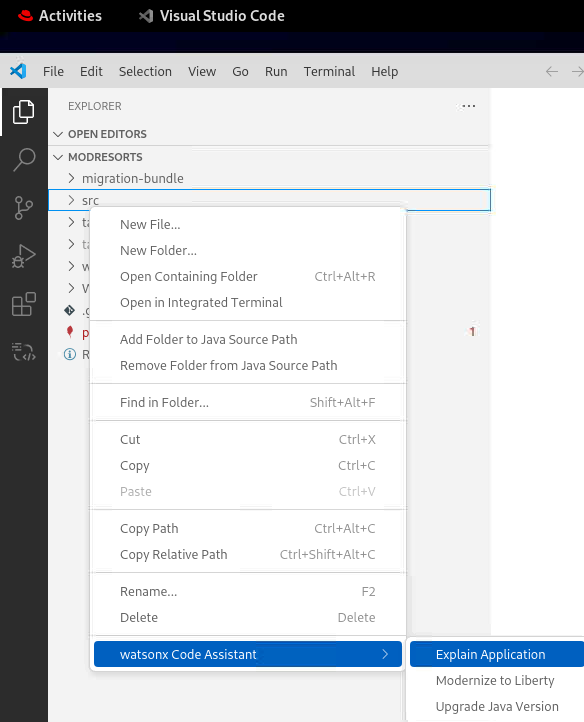 Activities Visual Studio Code
File Edit Selection View Go Run Terminal Help
EXPLORER
OPEN EDITORS
MODRESORTS
migration-bundle
src
New File...
New Folder...
Open Containing Folder Ctrl+Alt+R
Open in Integrated Terminal
Add Folder to Java Source Path
1
Remove Folder from Java Source Path
Find in Folder... Shift+Alt+F
Cut Ctrl+X
Copy Ctrl+C
Paste Ctrl+V
Copy Path Ctrl+Alt+C
Copy Relative Path Ctrl+Shift+Alt+C
Rename... F2
Delete Delete
watsonx Code Assistant
Explain Application
Modernize to Liberty
Upgrade Java Version